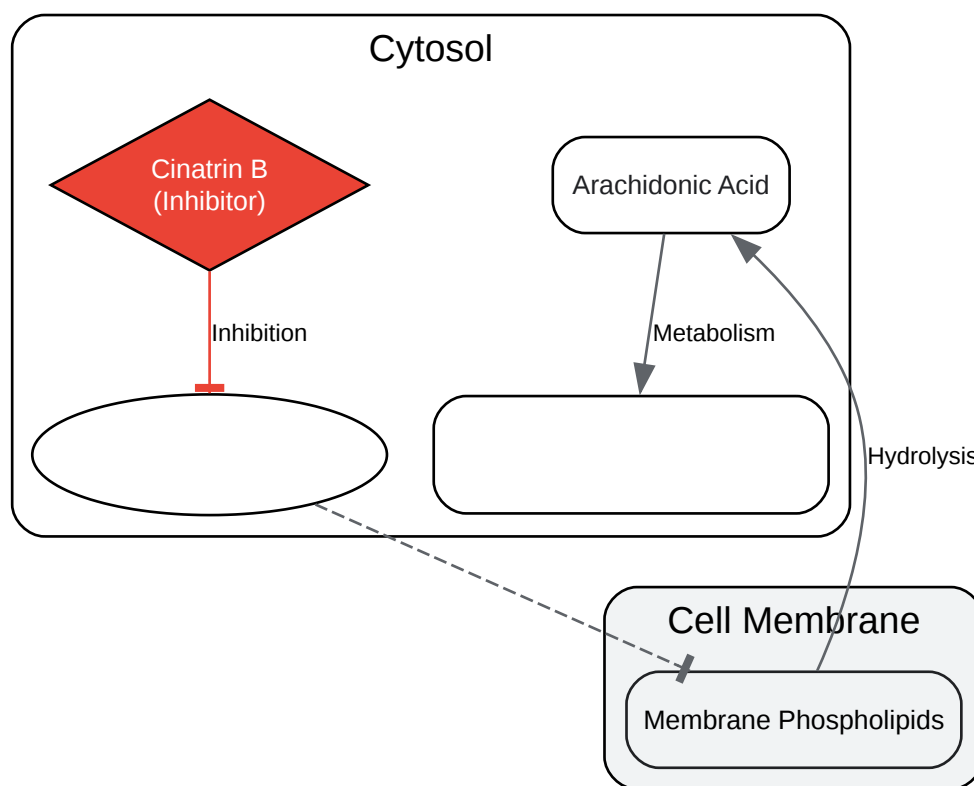 Cytosol
Cinatrin B
(Inhibitor)
Arachidonic Acid
Inhibition
Metabolism
Hydrolysis
Cell Membrane
Membrane Phospholipids